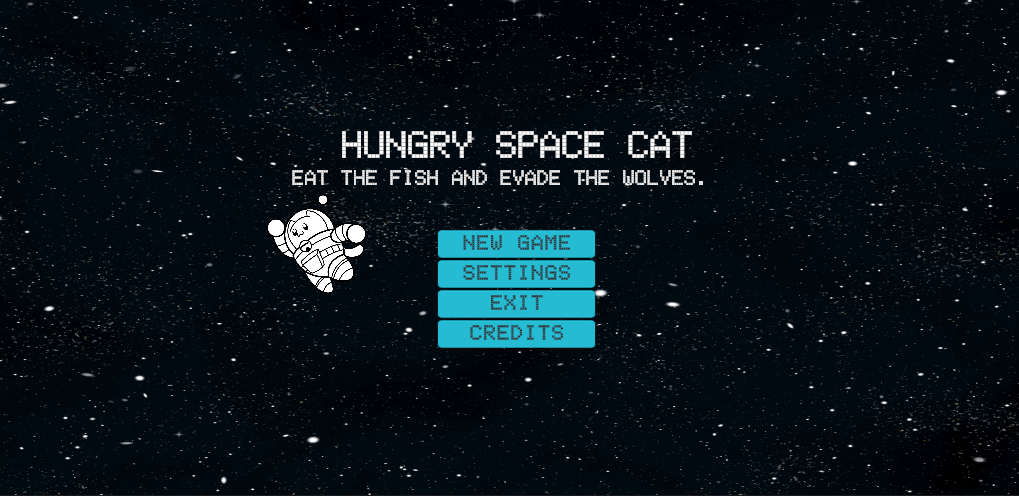 HUNGRY SPACE CAT
EAT THE FISH AND EVADE THE WOLVES.
NEW GAME
SETTINGS
EXIT
CREDITS